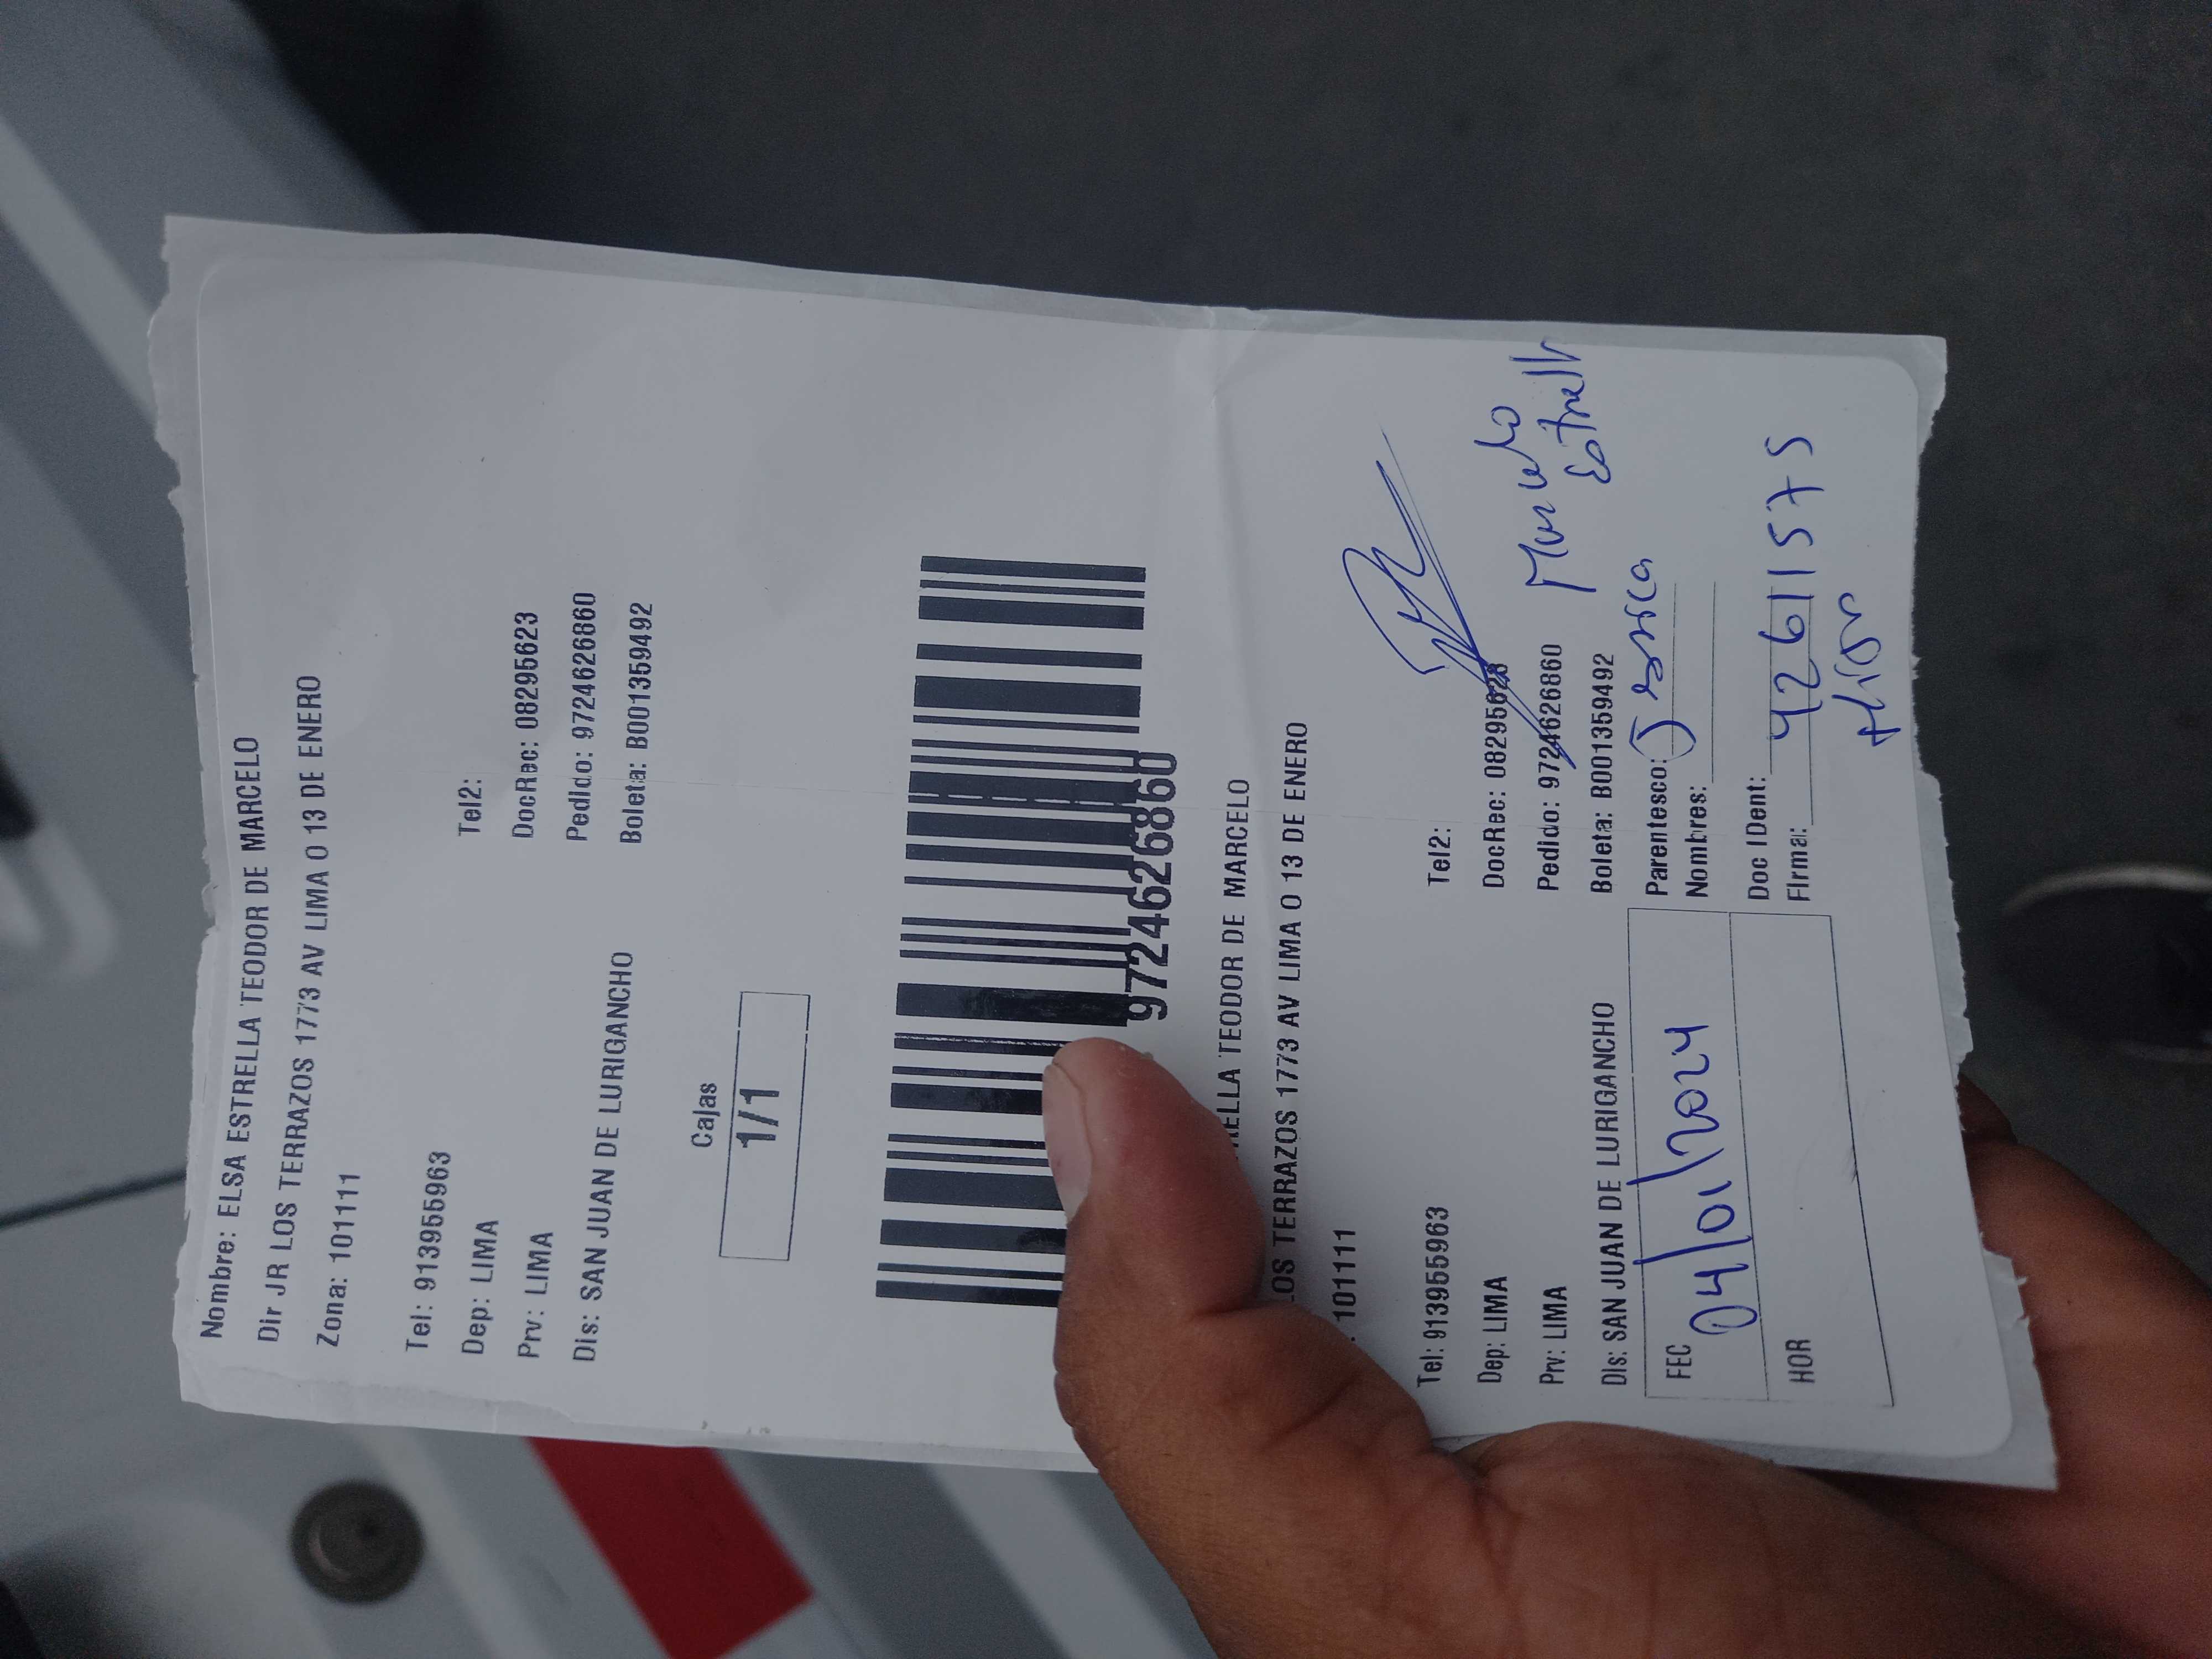 Nombre: ELSA ESTRELLA TEODOR DE MARCELO
Dir JR LOS TERRAZOS 1773 AV LIMA O 13 DE ENERO
Zona: 101111
Tel: 913955963 Tel2:
Dep: LIMA DocRec: 08295623
Prv: LIMA Pedido: 9724626860
Dis: SAN JUAN DE LURIGANCHO Boleta: B001359492
Cajas
1/1
9724626860
RELLA TEODOR DE MARCELO
LOS TERRAZOS 1773 AV LIMA O 13 DE ENERO
: 101111
Tel: 913955963 Tel2:
Dep: LIMA DocRec: 08295623
Prv: LIMA Pedido: 9724626860
Marcelo
Dis: SAN JUAN DE LURIGANCHO Boleta: B001359492
Estrella
FEC 04/01/2024 Parentesco: Jessica
Nombres:
HOR Doc IDent: 42611575
Firma: